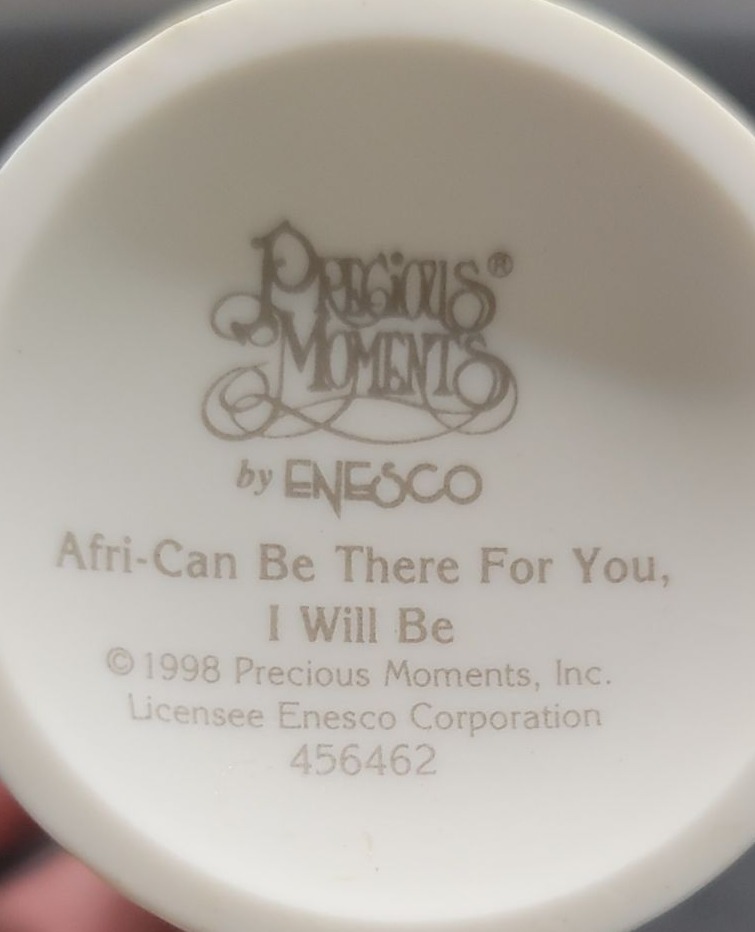 PRECIOUS®
MOMENTS
by ENESCO
Afri-Can Be There For You,
I Will Be
©1998 Precious Moments, Inc.
Licensee Enesco Corporation
456462